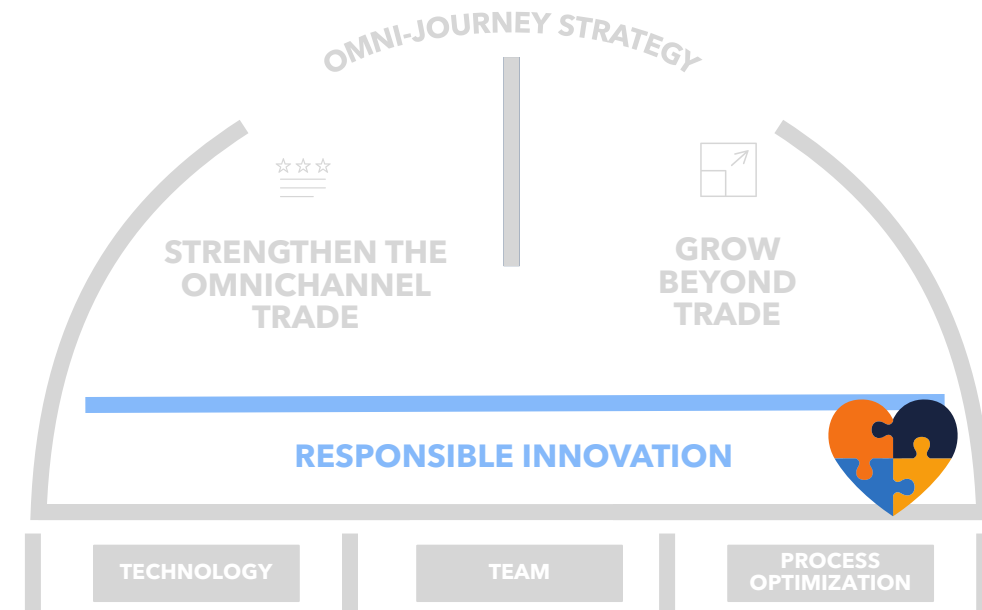 OMNI-JOURNEY STRATEGY
STRENGTHEN THE
OMNICHANNEL
TRADE
GROW
BEYOND
TRADE
RESPONSIBLE INNOVATION
TECHNOLOGY
TEAM
PROCESS
OPTIMIZATION